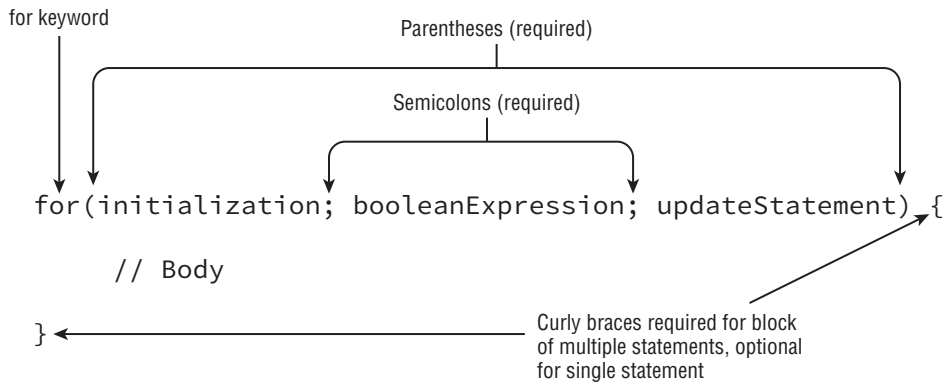 for keyword
Parentheses (required)
Semicolons (required)
for(initialization; booleanExpression; updateStatement) {
// Body
}
Curly braces required for block
of multiple statements, optional
for single statement